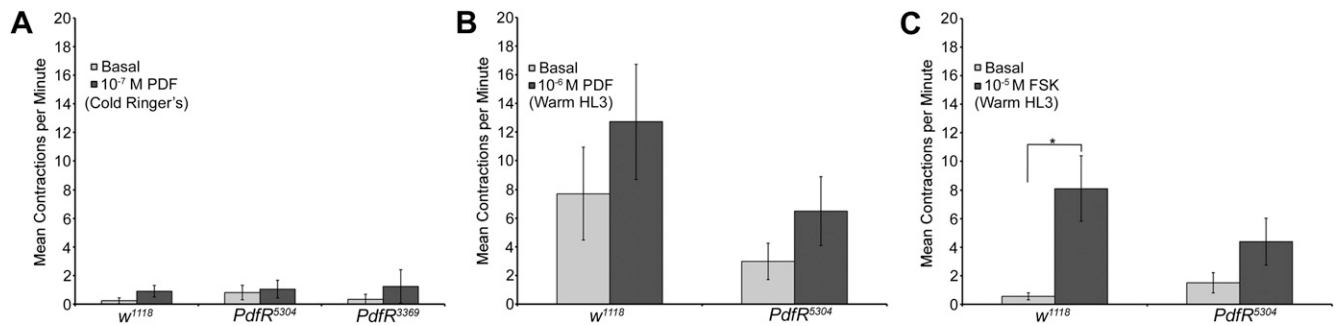 A
Mean Contractions per Minute
20
18
16
14
12
10
8
6
4
2
0
Basal
10⁻⁷ M PDF
(Cold Ringer's)
w¹¹¹⁸
PdfR⁵³⁰⁴
PdfR³³⁶⁹
B
Mean Contractions per Minute
20
18
16
14
12
10
8
6
4
2
0
Basal
10⁻⁶ M PDF
(Warm HL3)
w¹¹¹⁸
PdfR⁵³⁰⁴
C
Mean Contractions per Minute
20
18
16
14
12
10
8
6
4
2
0
Basal
10⁻⁵ M FSK
(Warm HL3)
*
w¹¹¹⁸
PdfR⁵³⁰⁴